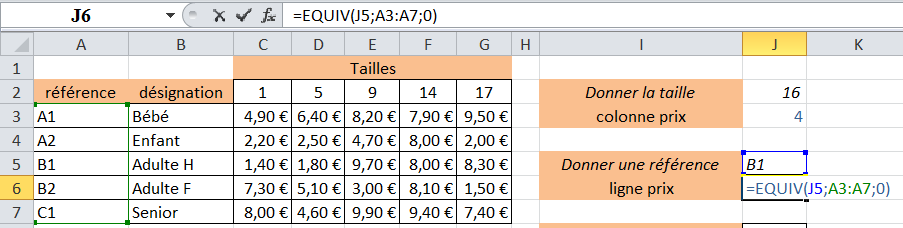 J6 =EQUIV(J5;A3:A7;0)
A B C D E F G H I J K
1 Tailles
2 référence désignation 1 5 9 14 17 Donner la taille 16
3 A1 Bébé 4,90 € 6,40 € 8,20 € 7,90 € 9,50 € colonne prix 4
4 A2 Enfant 2,20 € 2,50 € 4,70 € 8,00 € 2,00 €
5 B1 Adulte H 1,40 € 1,80 € 9,70 € 8,00 € 8,30 € Donner une référence B1
6 B2 Adulte F 7,30 € 5,10 € 3,00 € 8,10 € 1,50 € ligne prix =EQUIV(J5;A3:A7;0)
7 C1 Senior 8,00 € 4,60 € 9,90 € 9,40 € 7,40 €